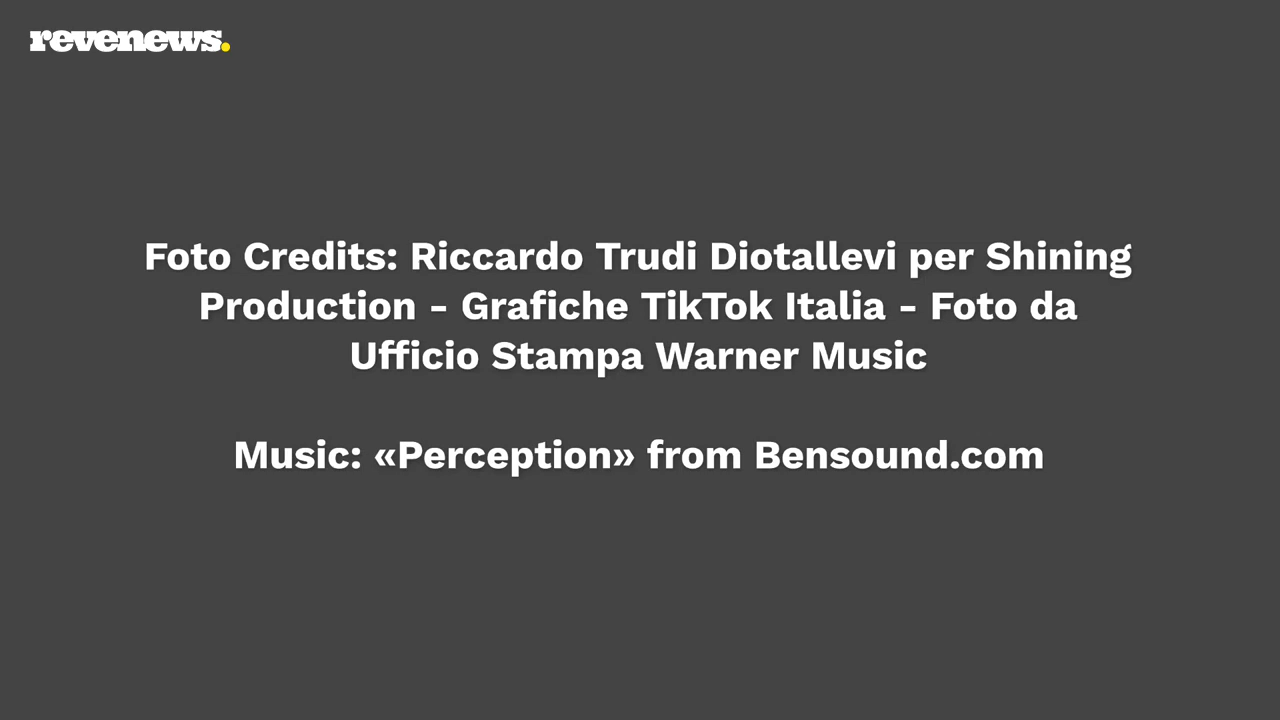 revenews.
Foto Credits: Riccardo Trudi Diotallevi per Shining
Production - Grafiche TikTok Italia - Foto da
Ufficio Stampa Warner Music
Music: «Perception» from Bensound.com